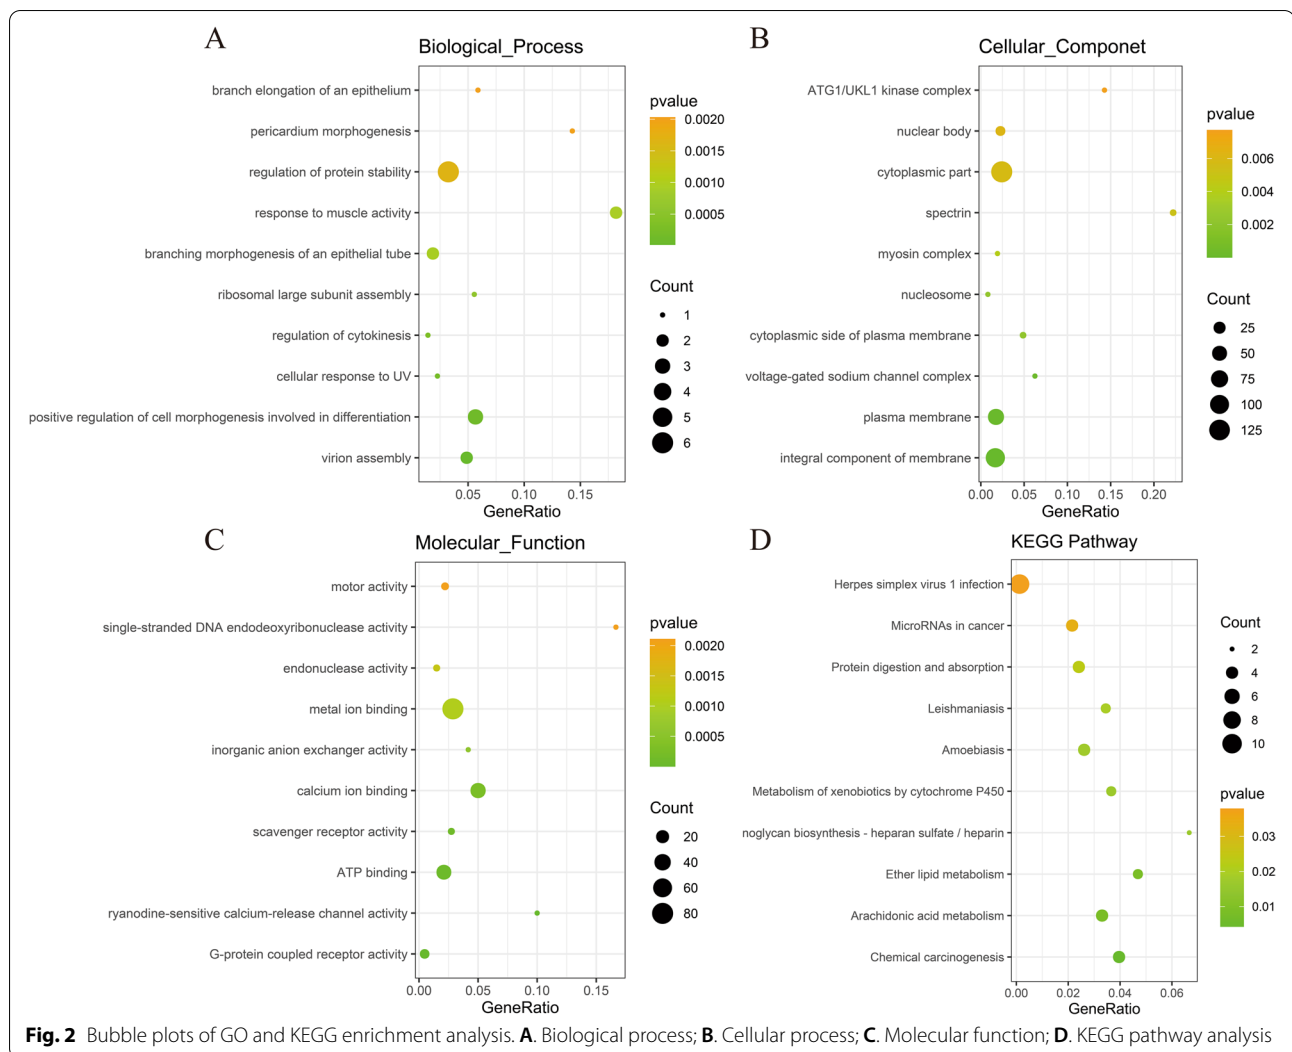 A
Biological_Process
branch elongation of an epithelium
pericardium morphogenesis
regulation of protein stability
response to muscle activity
branching morphogenesis of an epithelial tube
ribosomal large subunit assembly
regulation of cytokinesis
cellular response to UV
positive regulation of cell morphogenesis involved in differentiation
virion assembly
0.05 0.10 0.15
GeneRatio
pvalue
0.0020
0.0015
0.0010
0.0005
Count
1
2
3
4
5
6
B
Cellular_Componet
ATG1/UKL1 kinase complex
nuclear body
cytoplasmic part
spectrin
myosin complex
nucleosome
cytoplasmic side of plasma membrane
voltage-gated sodium channel complex
plasma membrane
integral component of membrane
0.00 0.05 0.10 0.15 0.20
GeneRatio
pvalue
0.006
0.004
0.002
Count
25
50
75
100
125
C
Molecular_Function
motor activity
single-stranded DNA endodeoxyribonuclease activity
endonuclease activity
metal ion binding
inorganic anion exchanger activity
calcium ion binding
scavenger receptor activity
ATP binding
ryanodine-sensitive calcium-release channel activity
G-protein coupled receptor activity
0.00 0.05 0.10 0.15
GeneRatio
pvalue
0.0020
0.0015
0.0010
0.0005
Count
20
40
60
80
D
KEGG Pathway
Herpes simplex virus 1 infection
MicroRNAs in cancer
Protein digestion and absorption
Leishmaniasis
Amoebiasis
Metabolism of xenobiotics by cytochrome P450
noglycan biosynthesis - heparan sulfate / heparin
Ether lipid metabolism
Arachidonic acid metabolism
Chemical carcinogenesis
0.00 0.02 0.04 0.06
GeneRatio
Count
2
4
6
8
10
pvalue
0.03
0.02
0.01
Fig. 2 Bubble plots of GO and KEGG enrichment analysis. A. Biological process; B. Cellular process; C. Molecular function; D. KEGG pathway analysis